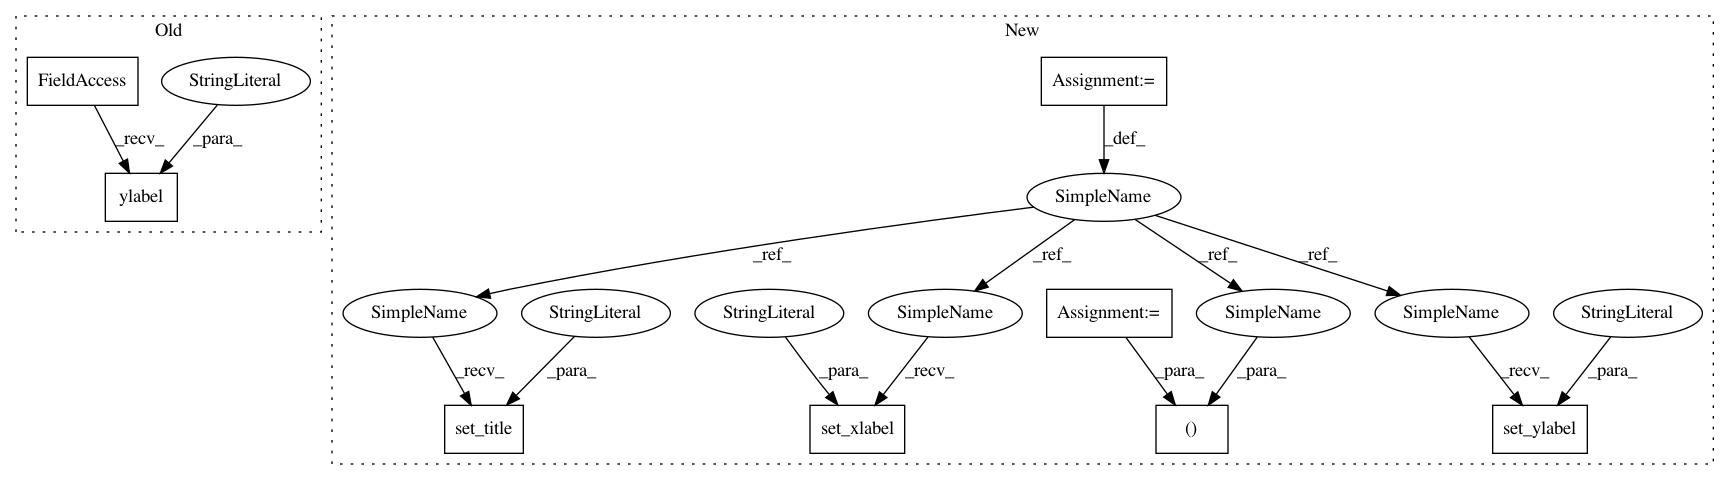 Old
New
FieldAccess
StringLiteral
Assignment:=
_recv_
_para_
_def_
ylabel
SimpleName
_ref_
_ref_
_ref_
_ref_
SimpleName
StringLiteral
StringLiteral
SimpleName
Assignment:=
SimpleName
SimpleName
StringLiteral
_recv_
_para_
_para_
_recv_
_para_
_para_
_recv_
_para_
set_title
set_xlabel
()
set_ylabel